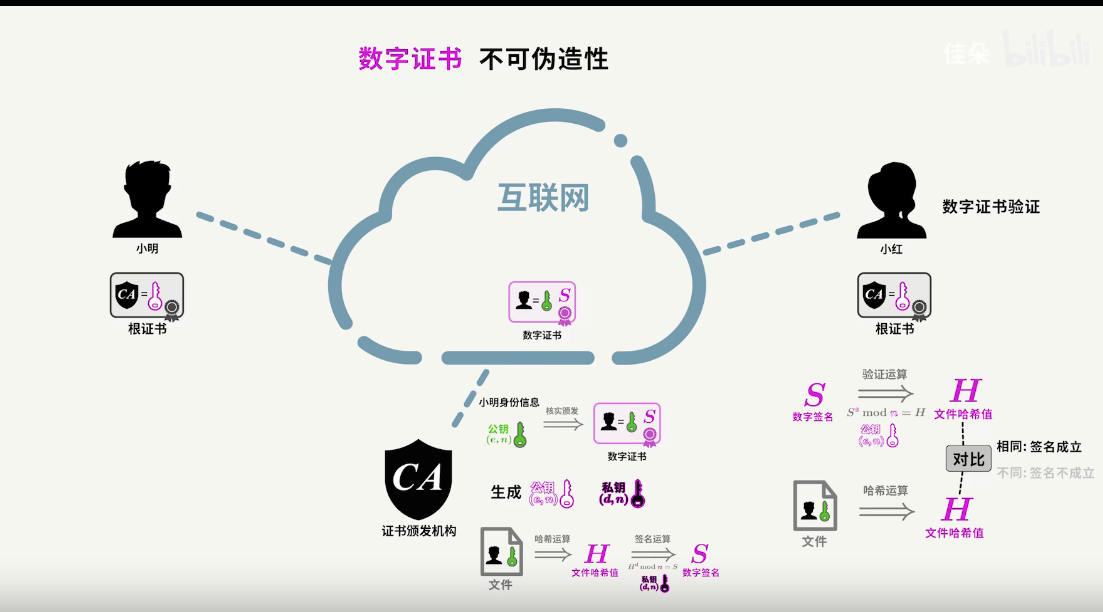 数字证书 不可伪造性
佳朵 bilibili
互联网
小明
小红
数字证书验证
CA=
根证书
= S
数字证书
CA=
根证书
小明身份信息
公钥
(e,n)
核实颁发
= S
数字证书
CA
证书颁发机构
生成 公钥
(e,n)
私钥
(d,n)
文件
哈希运算
H
文件哈希值
签名运算
H^d mod n = S
私钥
(d,n)
S
数字签名
S
数字签名
验证运算
S^e mod n = H
公钥
(e,n)
H
文件哈希值
对比
相同: 签名成立
不同: 签名不成立
文件
哈希运算
H
文件哈希值